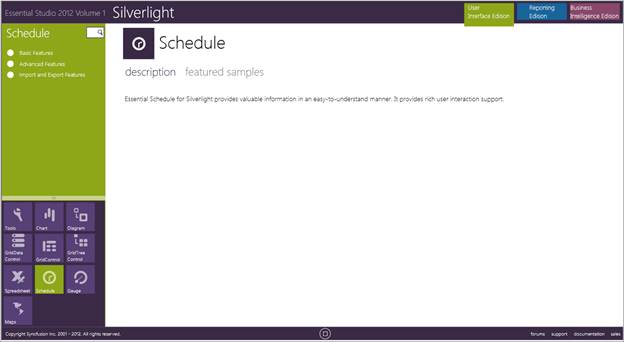 Essential Studio 2012 Volume 1 Silverlight
User
Interface Edison
Reporting
Edison
Business
Intelligence Edison
Schedule
Basic Features
Advanced Features
Import and Export Features
Schedule
description featured samples
Essential Schedule for Silverlight provides valuable information in an easy-to-understand manner. It provides rich user interaction support.
Tools
Chart
Diagram
GridData
Control
GridControl
GridTree
Control
Spreadsheet
Schedule
Gauge
Maps
Copyright Syncfusion Inc. 2001 - 2012. All rights reserved.
forums support documentation sales